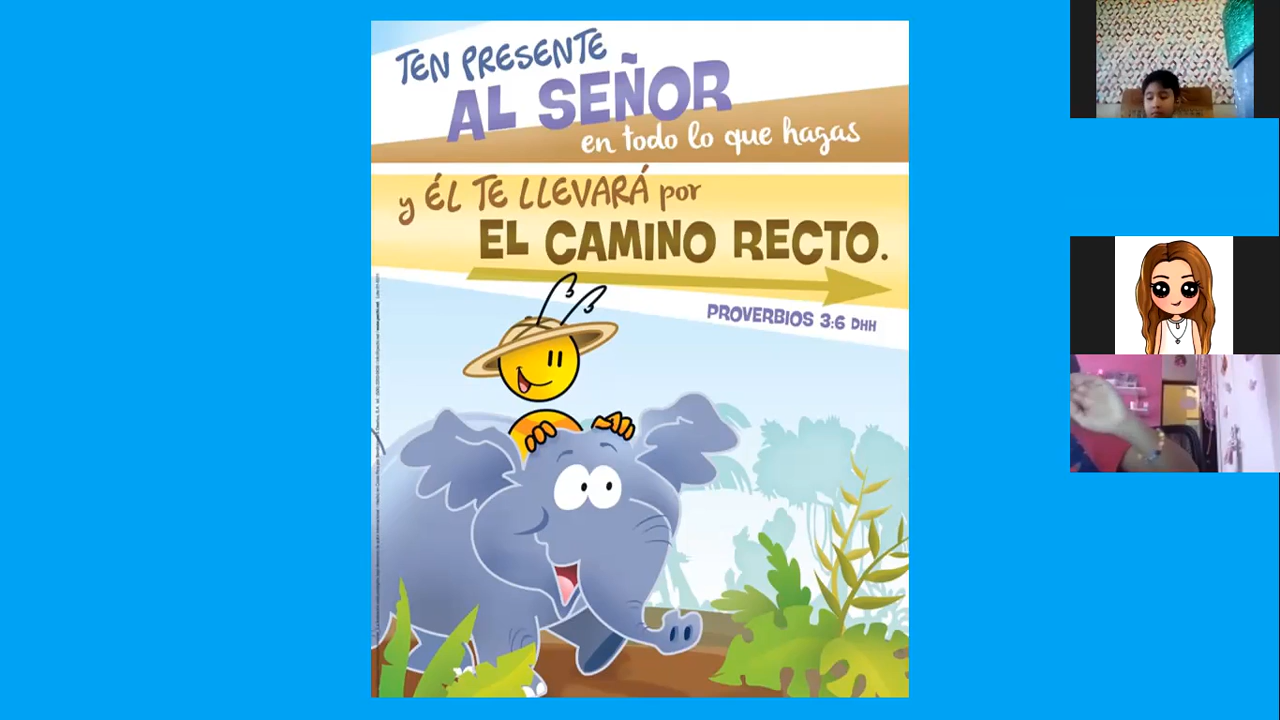 TEN PRESENTE
AL SEÑOR
en todo lo que hagas
y ÉL TE LLEVARÁ por
EL CAMINO RECTO.
PROVERBIOS 3:6 DHH